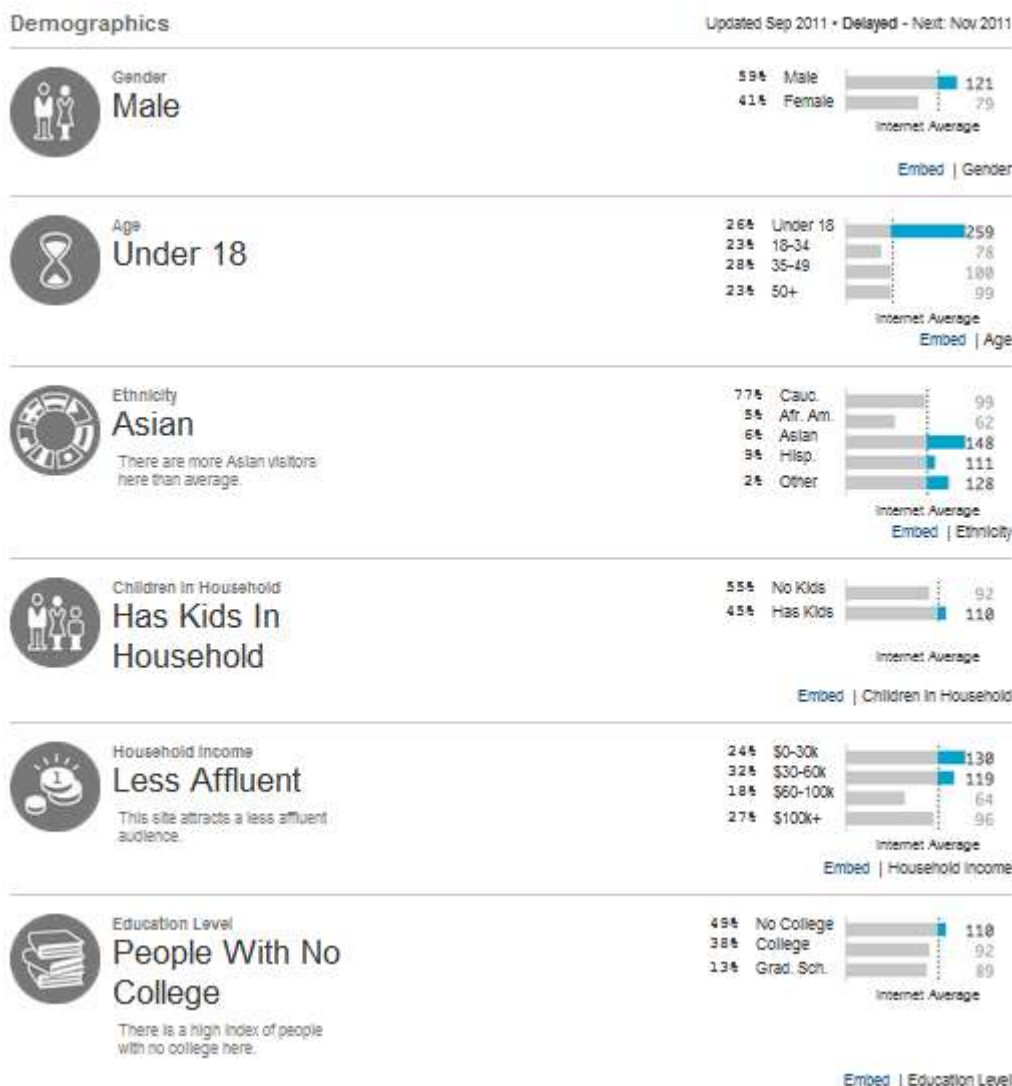 Demographics
Updated Sep 2011 • Delayed - Next: Nov 2011
Gender
Male
59% Male 121
41% Female 79
Internet Average
Embed | Gender
Age
Under 18
26% Under 18 259
23% 18-34 78
28% 35-49 100
23% 50+ 99
Internet Average
Embed | Age
Ethnicity
Asian
There are more Asian visitors
here than average.
77% Cauc. 99
5% Afr. Am. 62
6% Asian 148
9% Hisp. 111
2% Other 128
Internet Average
Embed | Ethnicity
Children in Household
Has Kids In
Household
55% No Kids 92
45% Has Kids 110
Internet Average
Embed | Children in Household
Household Income
Less Affluent
This site attracts a less affluent
audience.
24% $0-30k 130
32% $30-60k 119
18% $60-100k 64
27% $100k+ 96
Internet Average
Embed | Household Income
Education Level
People With No
College
There is a high index of people
with no college here.
49% No College 110
38% College 92
13% Grad. Sch. 89
Internet Average
Embed | Education Level